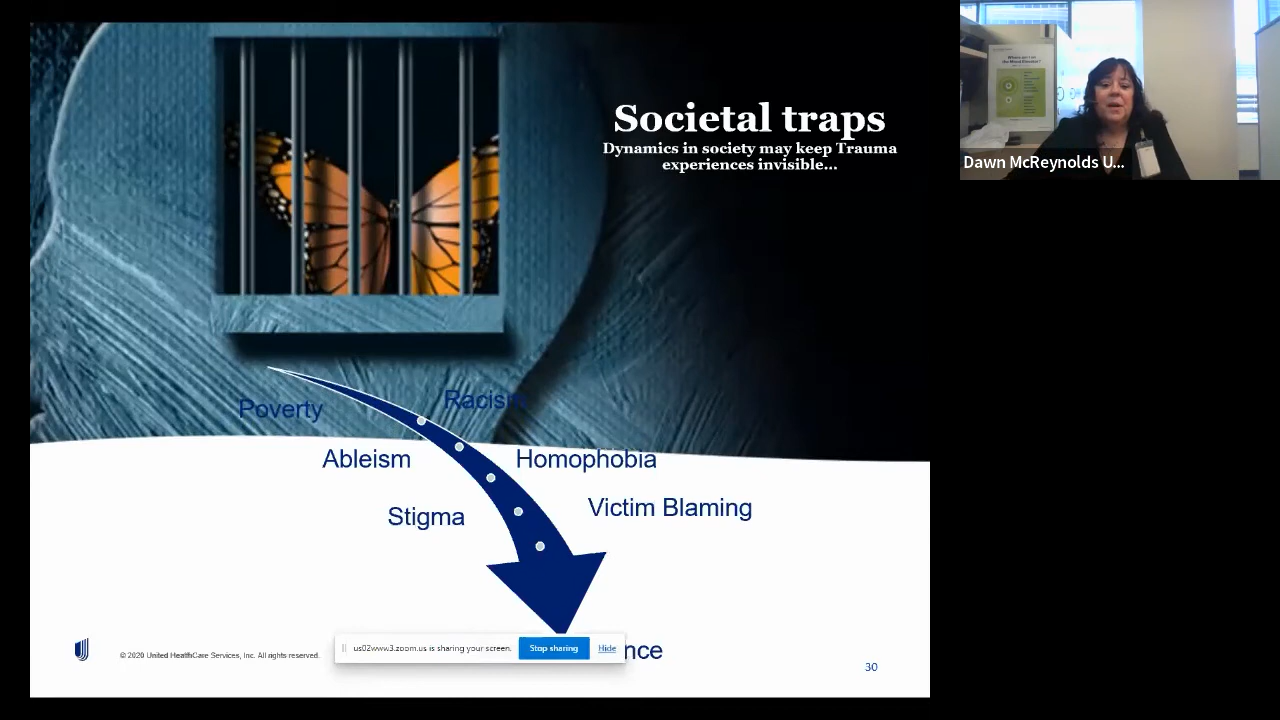 Societal traps
Dynamics in society may keep Trauma
experiences invisible...
Dawn McReynolds U...
Poverty
Racism
Ableism
Homophobia
Stigma
Victim Blaming
us02www.3.zoom.us is sharing your screen.
Stop sharing
Hide
nce
© 2020 United HealthCare Services, Inc. All rights reserved.
30